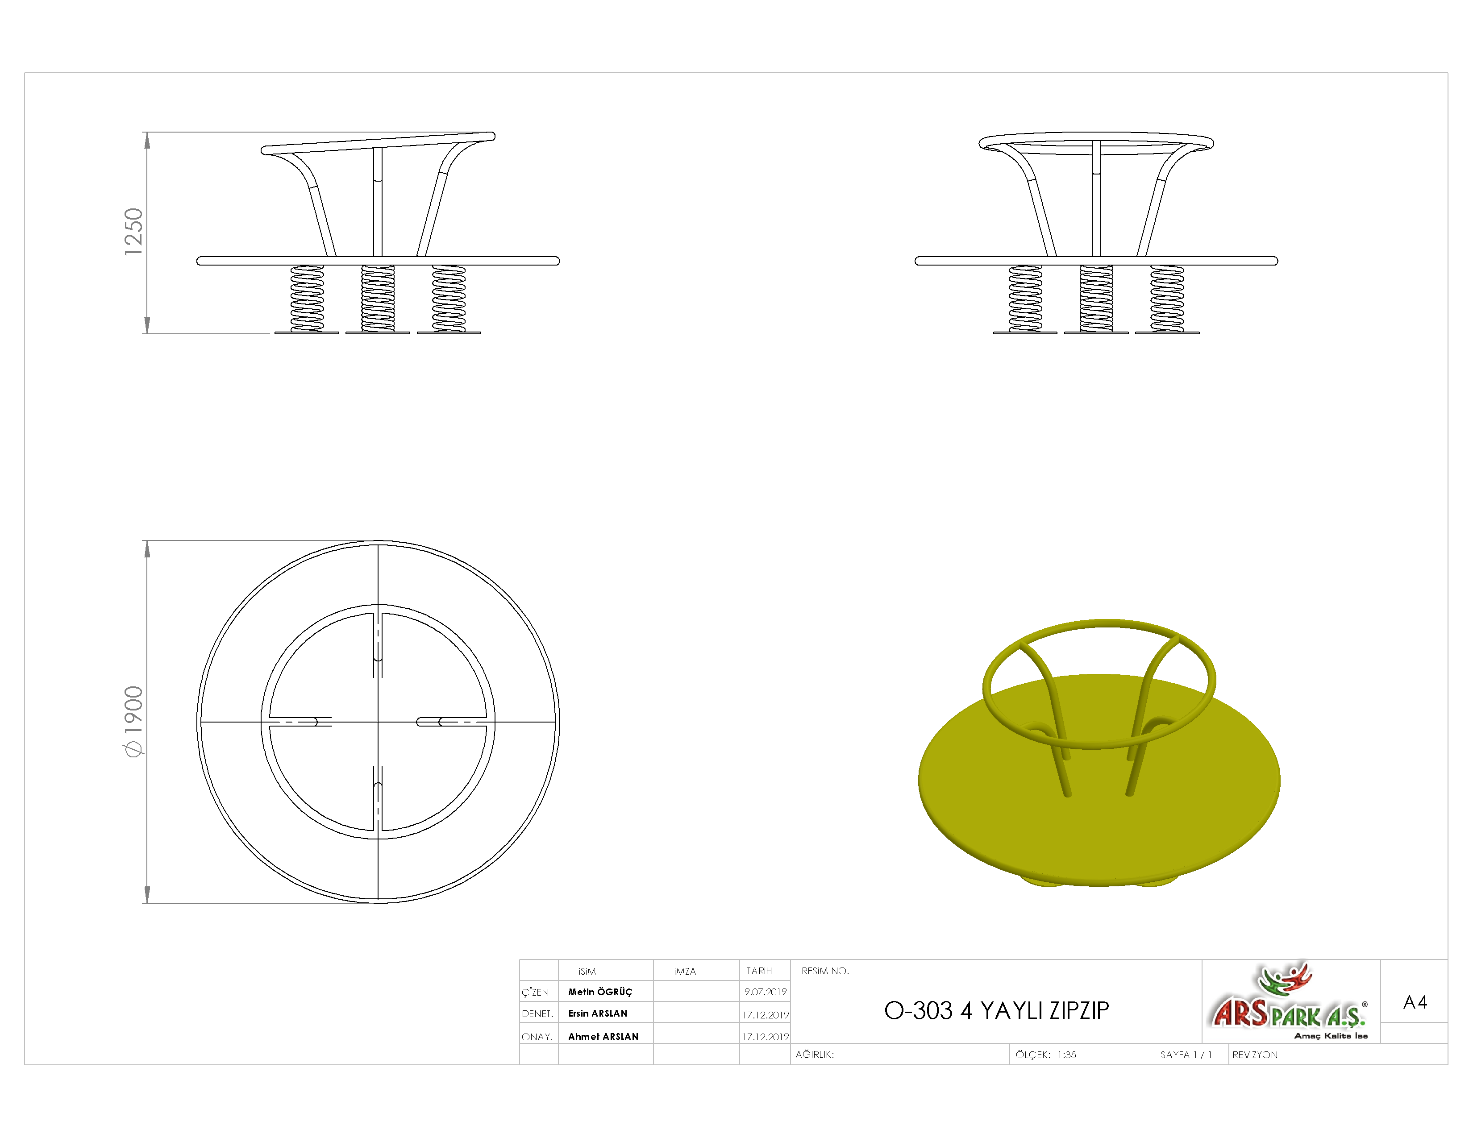 1250
⌀1900
İSİM
İMZA
TARİH
RESİM NO.
ÇİZEN.
Metin ÖGRÜÇ
9.07.2019
DENET.
Ersin ARSLAN
17.12.2019
ONAY.
Ahmet ARSLAN
17.12.2019
O-303 4 YAYLI ZIPZIP
ARSPARK A.Ş.®
Amaç Kalite İse
A4
AĞIRLIK:
ÖLÇEK: 1:35
SAYFA 1 / 1
REVİZYON